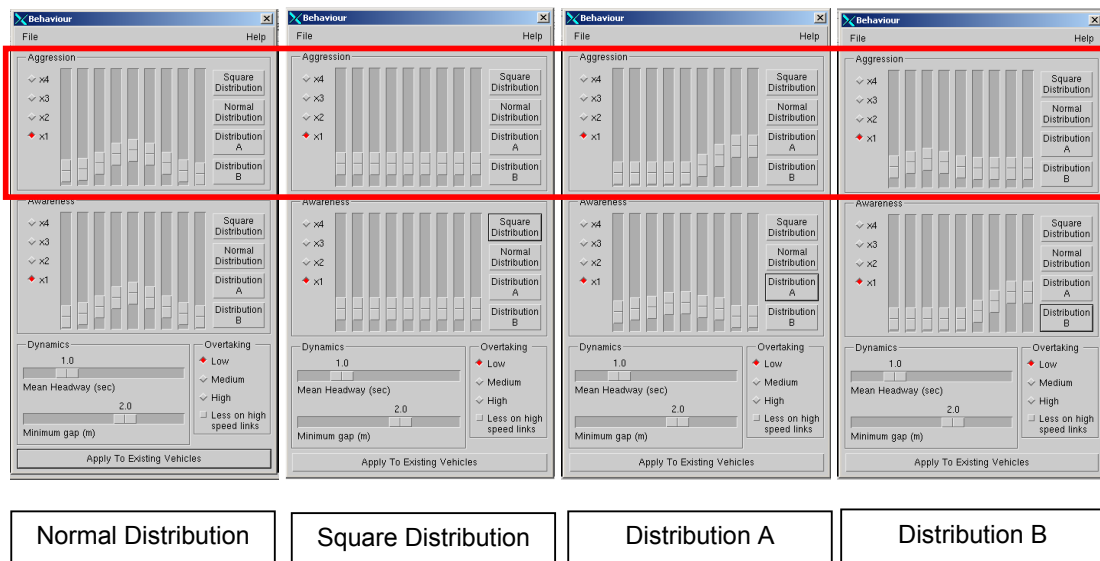 Behaviour
File Help
Aggression
x4
x3
x2
x1
Square
Distribution
Normal
Distribution
Distribution
A
Distribution
B
Awareness
x4
x3
x2
x1
Square
Distribution
Normal
Distribution
Distribution
A
Distribution
B
Dynamics
1.0
Mean Headway (sec)
2.0
Minimum gap (m)
Overtaking
Low
Medium
High
Less on high
speed links
Apply To Existing Vehicles
Normal Distribution
Behaviour
File Help
Aggression
x4
x3
x2
x1
Square
Distribution
Normal
Distribution
Distribution
A
Distribution
B
Awareness
x4
x3
x2
x1
Square
Distribution
Normal
Distribution
Distribution
A
Distribution
B
Dynamics
1.0
Mean Headway (sec)
2.0
Minimum gap (m)
Overtaking
Low
Medium
High
Less on high
speed links
Apply To Existing Vehicles
Square Distribution
Behaviour
File Help
Aggression
x4
x3
x2
x1
Square
Distribution
Normal
Distribution
Distribution
A
Distribution
B
Awareness
x4
x3
x2
x1
Square
Distribution
Normal
Distribution
Distribution
A
Distribution
B
Dynamics
1.0
Mean Headway (sec)
2.0
Minimum gap (m)
Overtaking
Low
Medium
High
Less on high
speed links
Apply To Existing Vehicles
Distribution A
Behaviour
File Help
Aggression
x4
x3
x2
x1
Square
Distribution
Normal
Distribution
Distribution
A
Distribution
B
Awareness
x4
x3
x2
x1
Square
Distribution
Normal
Distribution
Distribution
A
Distribution
B
Dynamics
1.0
Mean Headway (sec)
2.0
Minimum gap (m)
Overtaking
Low
Medium
High
Less on high
speed links
Apply To Existing Vehicles
Distribution B